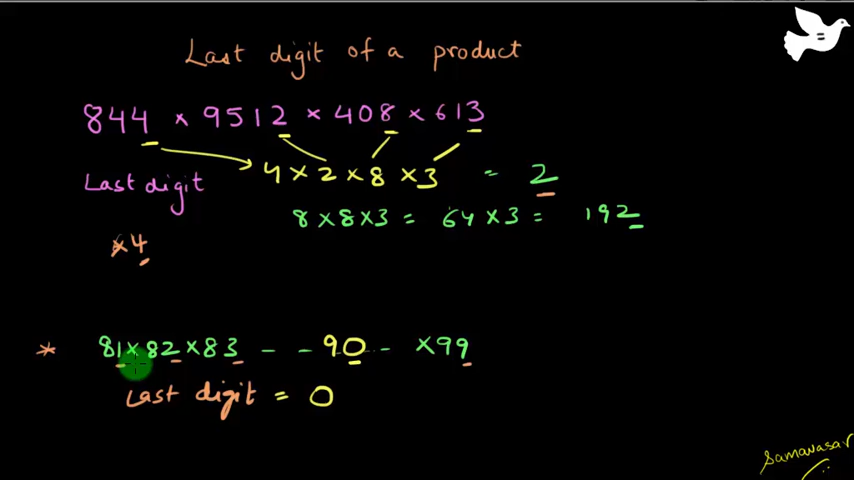 Last digit of a product
844 × 9512 × 408 × 613
4 × 2 × 8 × 3 = 2
Last digit
8 × 8 × 3 = 64 × 3 = 192
×4
* 81 × 82 × 83 - - 90 - - × 99
Last digit = 0
Samavasar